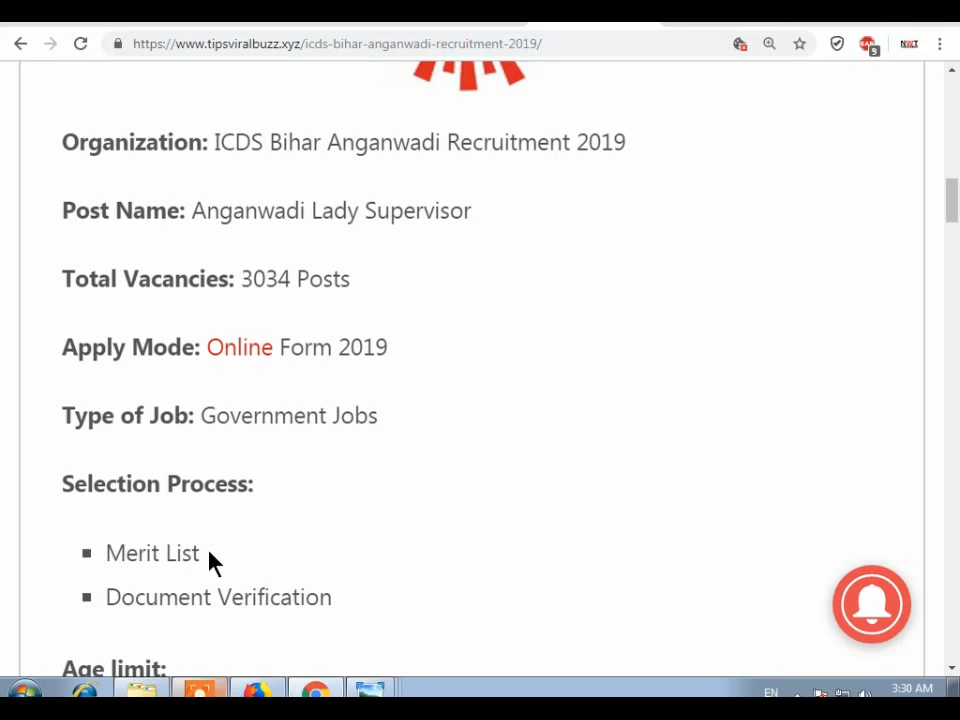 https://www.tipsviralbuzz.xyz/icds-bihar-anganwadi-recruitment-2019/
9
Organization: ICDS Bihar Anganwadi Recruitment 2019
Post Name: Anganwadi Lady Supervisor
Total Vacancies: 3034 Posts
Apply Mode: Online Form 2019
Type of Job: Government Jobs
Selection Process:
Merit List
Document Verification
Age limit:
EN
3:30 AM